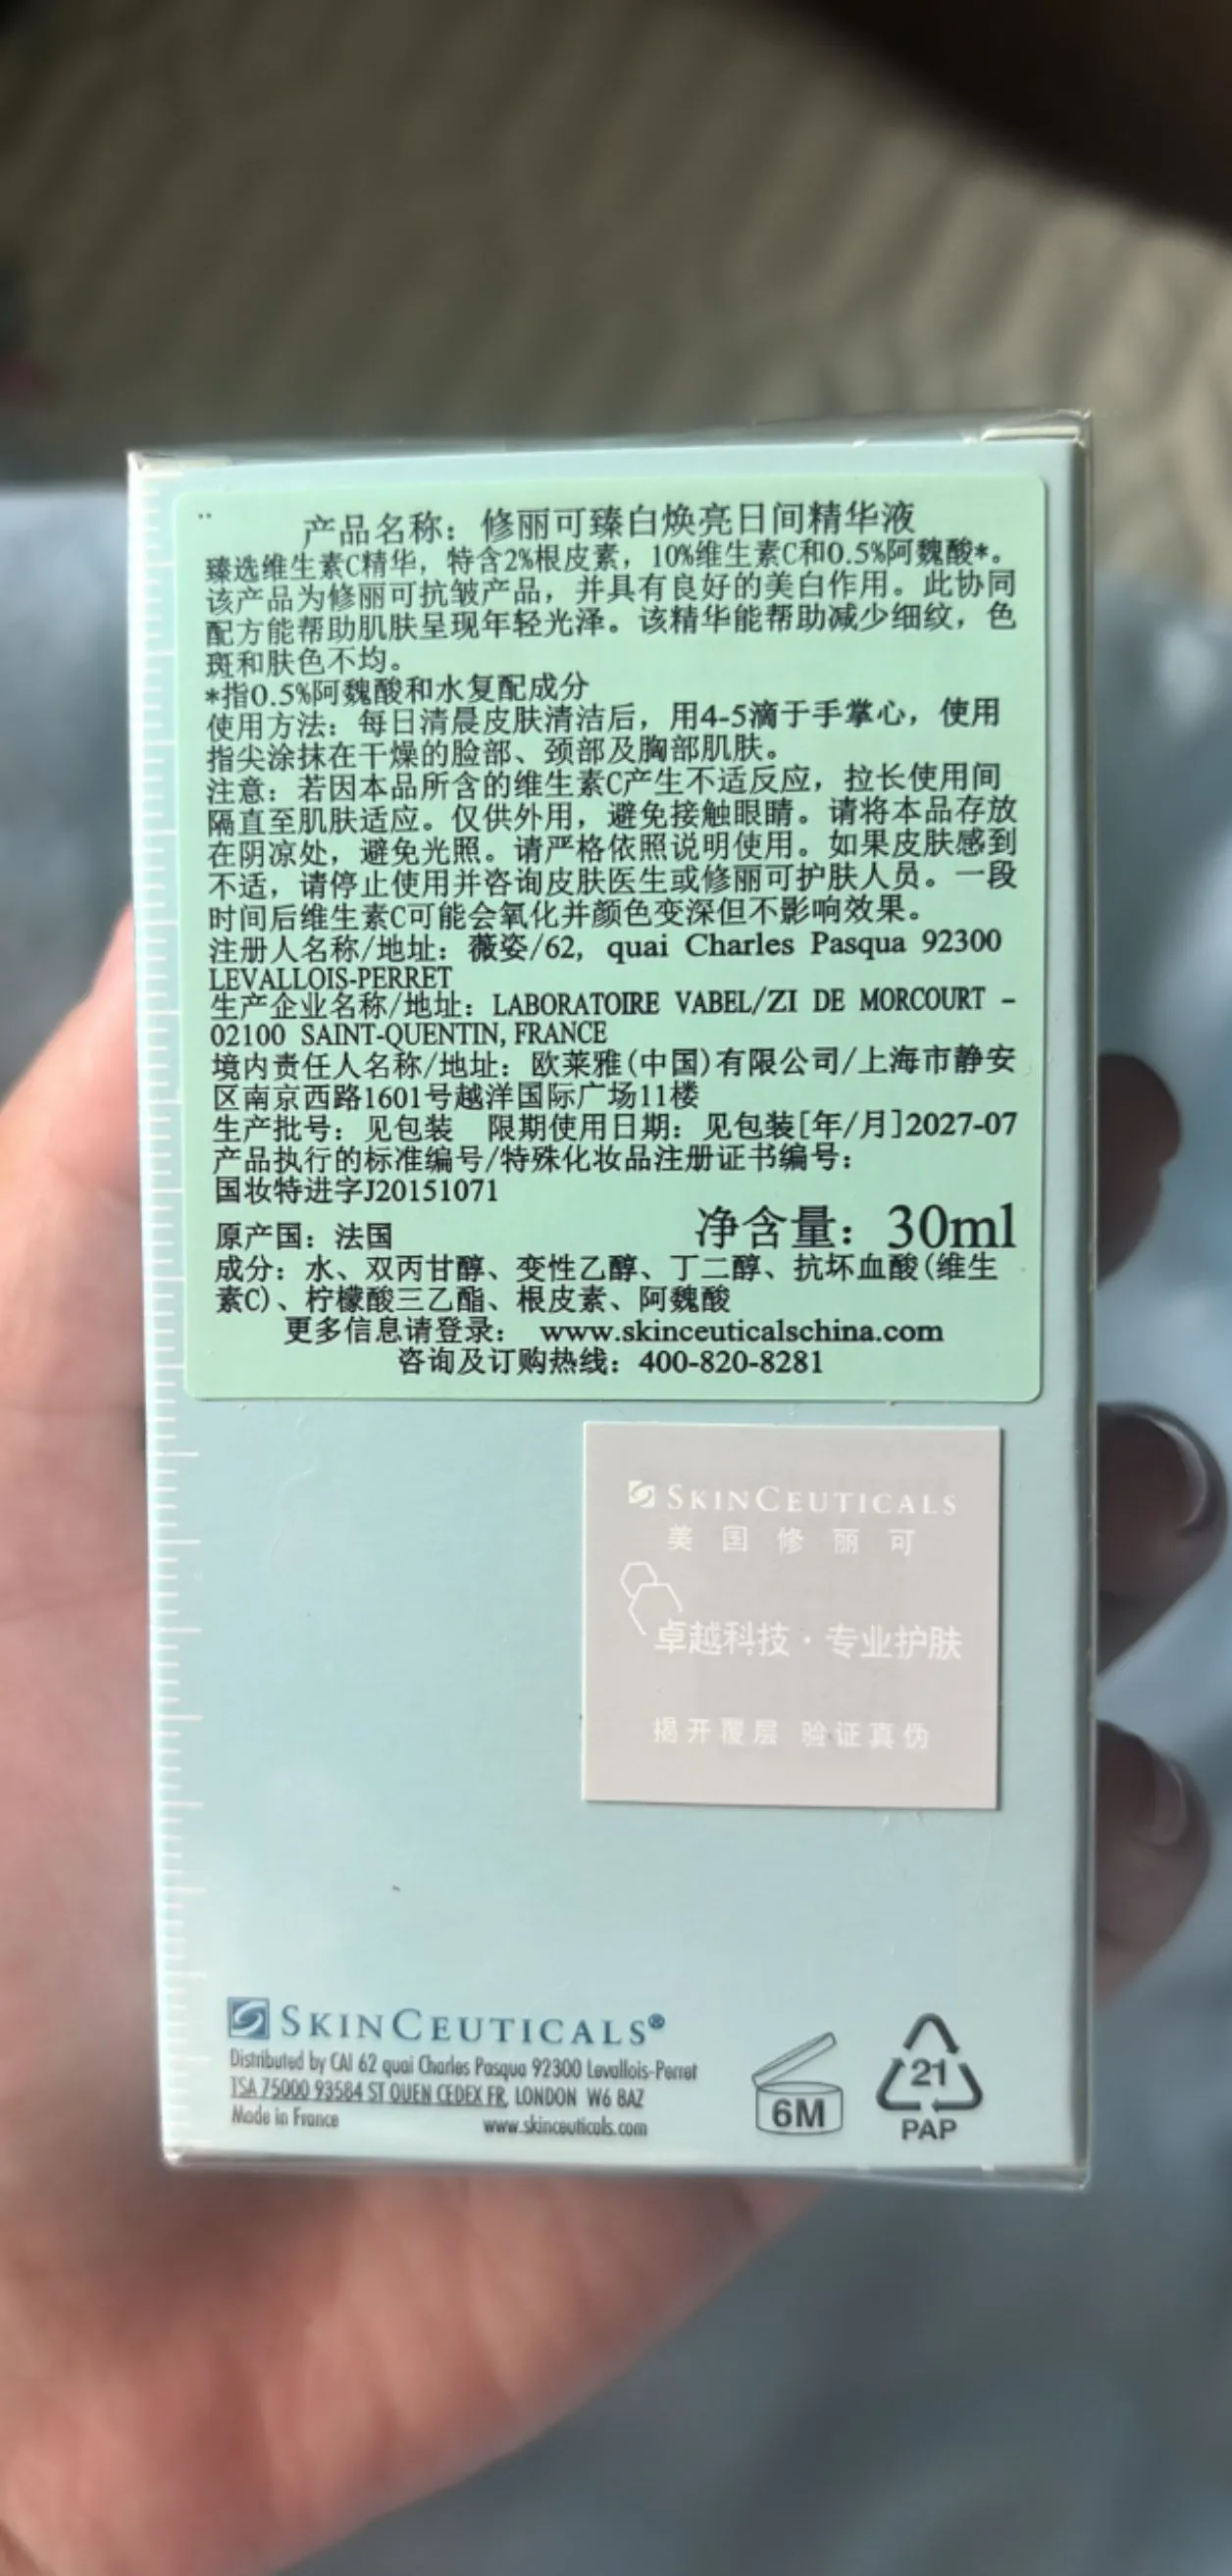 产品名称：修丽可臻白焕亮日间精华液
臻选维生素C精华，特含2%根皮素，10%维生素C和0.5%阿魏酸*。
该产品为修丽可抗皱产品，并具有良好的美白作用。此协同
配方能帮助肌肤呈现年轻光泽。该精华能帮助减少细纹，色
斑和肤色不均。
*指0.5%阿魏酸和水复配成分
使用方法：每日清晨皮肤清洁后，用4-5滴于手掌心，使用
指尖涂抹在干燥的脸部、颈部及胸部肌肤。
注意：若因本品所含的维生素C产生不适反应，拉长使用间
隔直至肌肤适应。仅供外用，避免接触眼睛。请将本品存放
在阴凉处，避免光照。请严格依照说明使用。如果皮肤感到
不适，请停止使用并咨询皮肤医生或修丽可护肤人员。一段
时间后维生素C可能会氧化并颜色变深但不影响效果。
注册人名称/地址：薇姿/62, quai Charles Pasqua 92300
LEVALLOIS-PERRET
生产企业名称/地址：LABORATOIRE VABEL/ZI DE MORCOURT -
02100 SAINT-QUENTIN, FRANCE
境内责任人名称/地址：欧莱雅(中国)有限公司/上海市静安
区南京西路1601号越洋国际广场11楼
生产批号：见包装 限期使用日期：见包装[年/月]2027-07
产品执行的标准编号/特殊化妆品注册证书编号：
国妆特进字J20151071
原产国：法国 净含量：30ml
成分：水、双丙甘醇、变性乙醇、丁二醇、抗坏血酸(维生
素C)、柠檬酸三乙酯、根皮素、阿魏酸
更多信息请登录： www.skinceuticalschina.com
咨询及订购热线：400-820-8281
SKINCEUTICALS
美国修丽可
卓越科技·专业护肤
揭开覆层 验证真伪
SKINCEUTICALS®
Distributed by CAI 62 quai Charles Pasqua 92300 Levallois-Perret
TSA 75000 93584 ST OUEN CEDEX FR, LONDON W6 8AZ
Made in France www.skinceuticals.com
6M
21
PAP